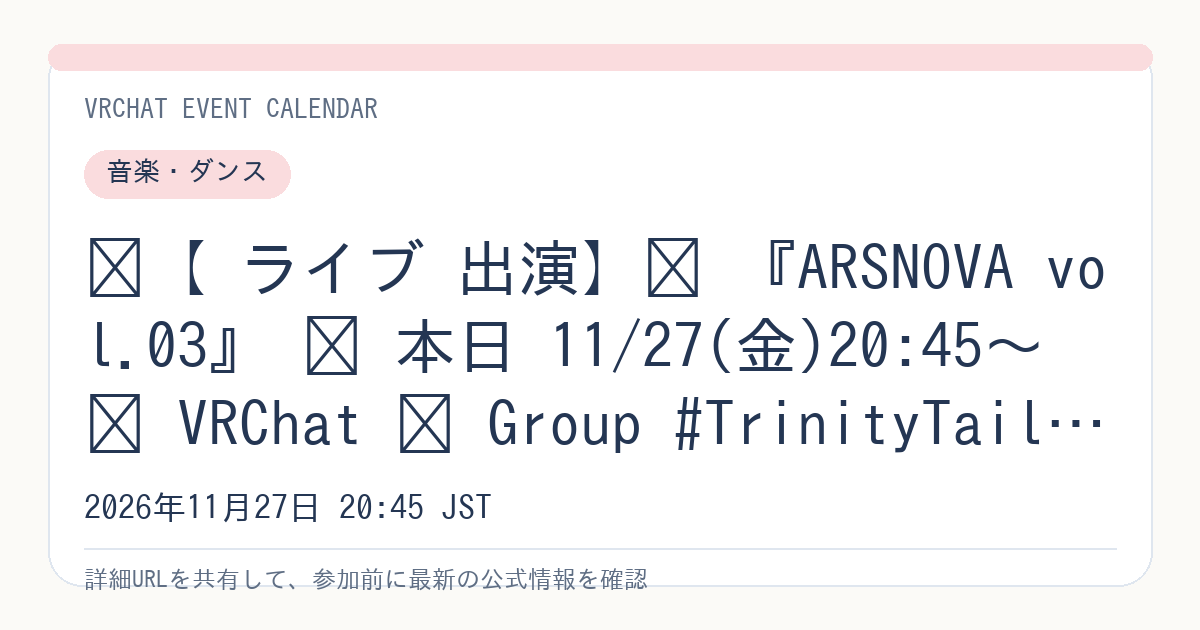 VRCHAT EVENT CALENDAR
音楽・ダンス
【 ライブ 出演】 『ARSNOVA vo
l.03』 本日 11/27(金)20:45〜
VRChat Group #TrinityTail…
2026年11月27日 20:45 JST
詳細URLを共有して、参加前に最新の公式情報を確認